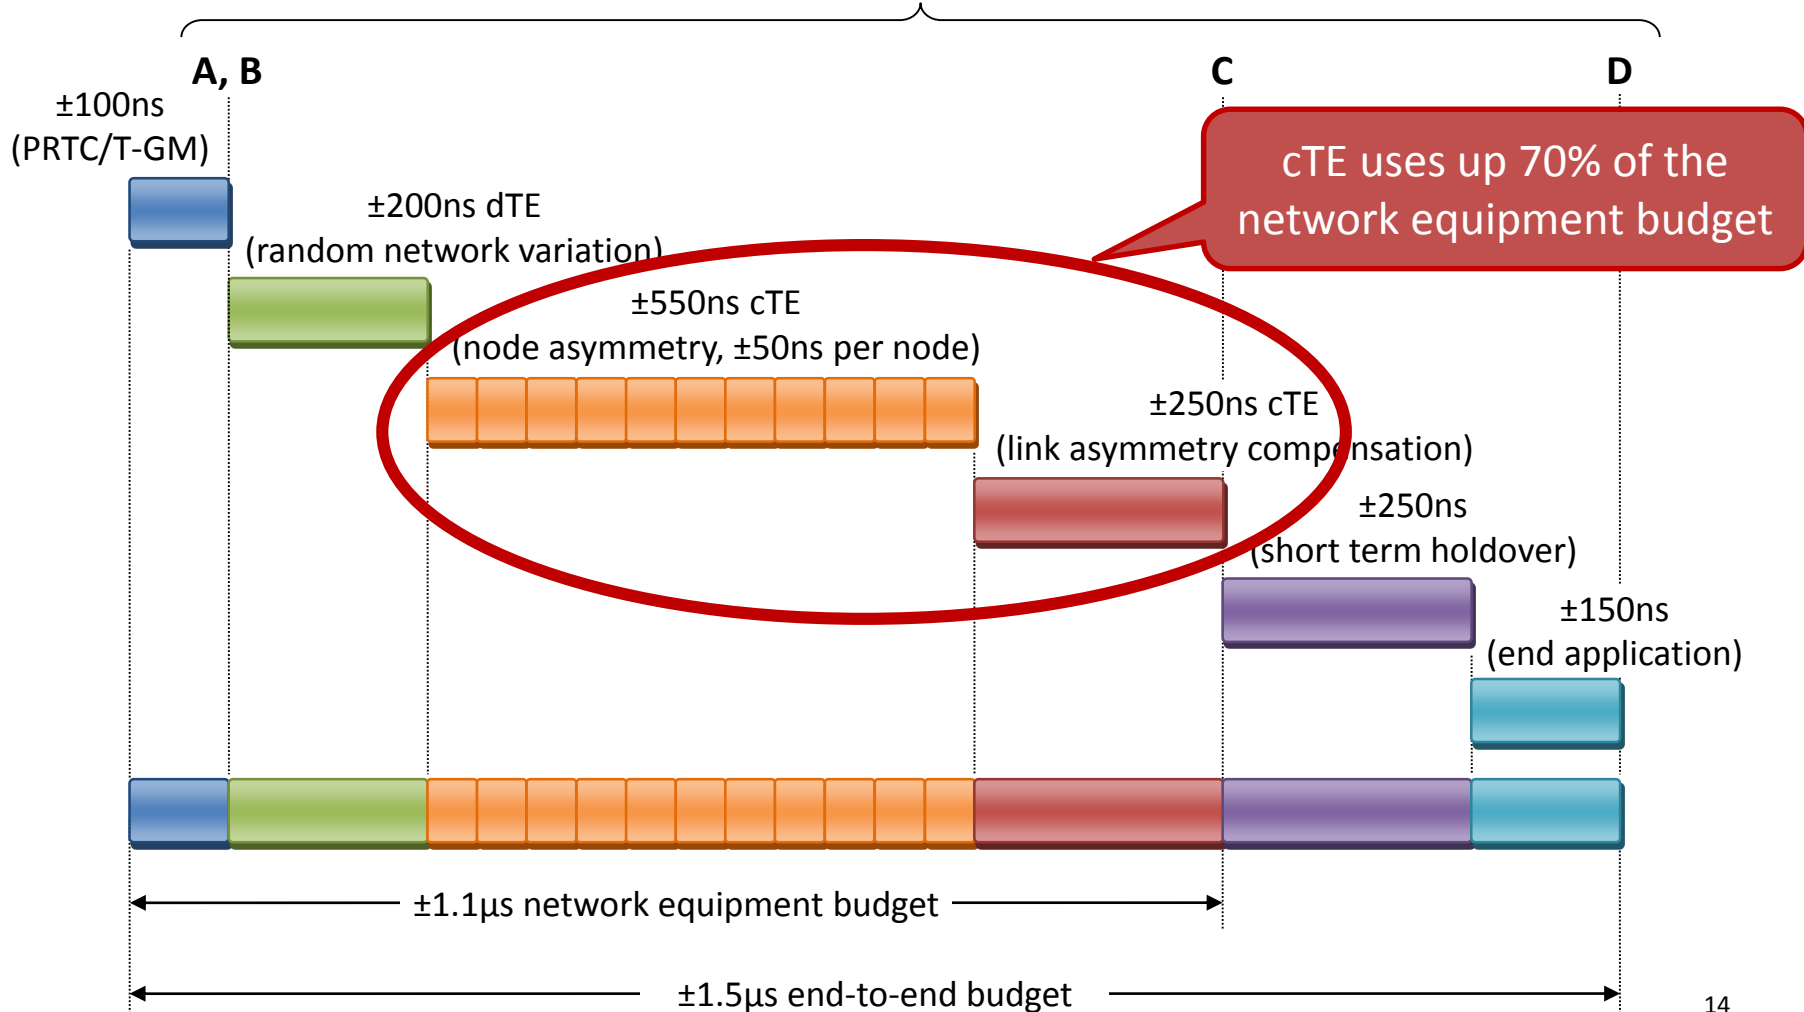 A, B
C
D
±100ns
(PRTC/T-GM)
cTE uses up 70% of the
network equipment budget
±200ns dTE
(random network variation)
±550ns cTE
(node asymmetry, ±50ns per node)
±250ns cTE
(link asymmetry compensation)
±250ns
(short term holdover)
±150ns
(end application)
±1.1µs network equipment budget
±1.5µs end-to-end budget
14